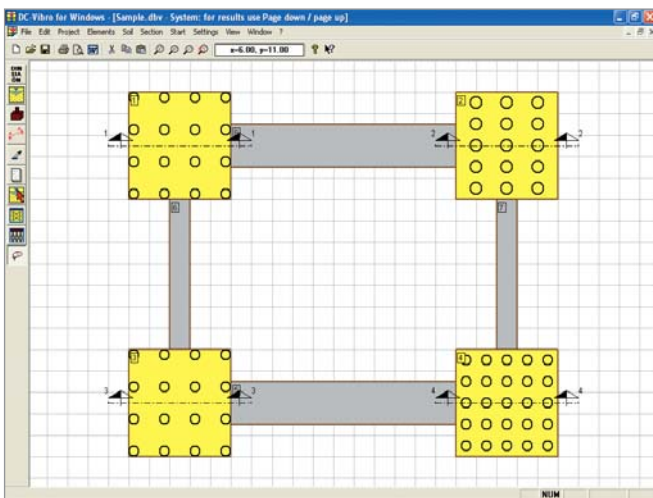 DC-Vibro for Windows - [Sample.dbv - System: for results use Page down / page up]
File Edit Project Elements Soil Section Start Settings View Window ?
x=6.00, y=11.00
1 2
1 1 2 2
6 7
3 4
3 3 4 4
NUM